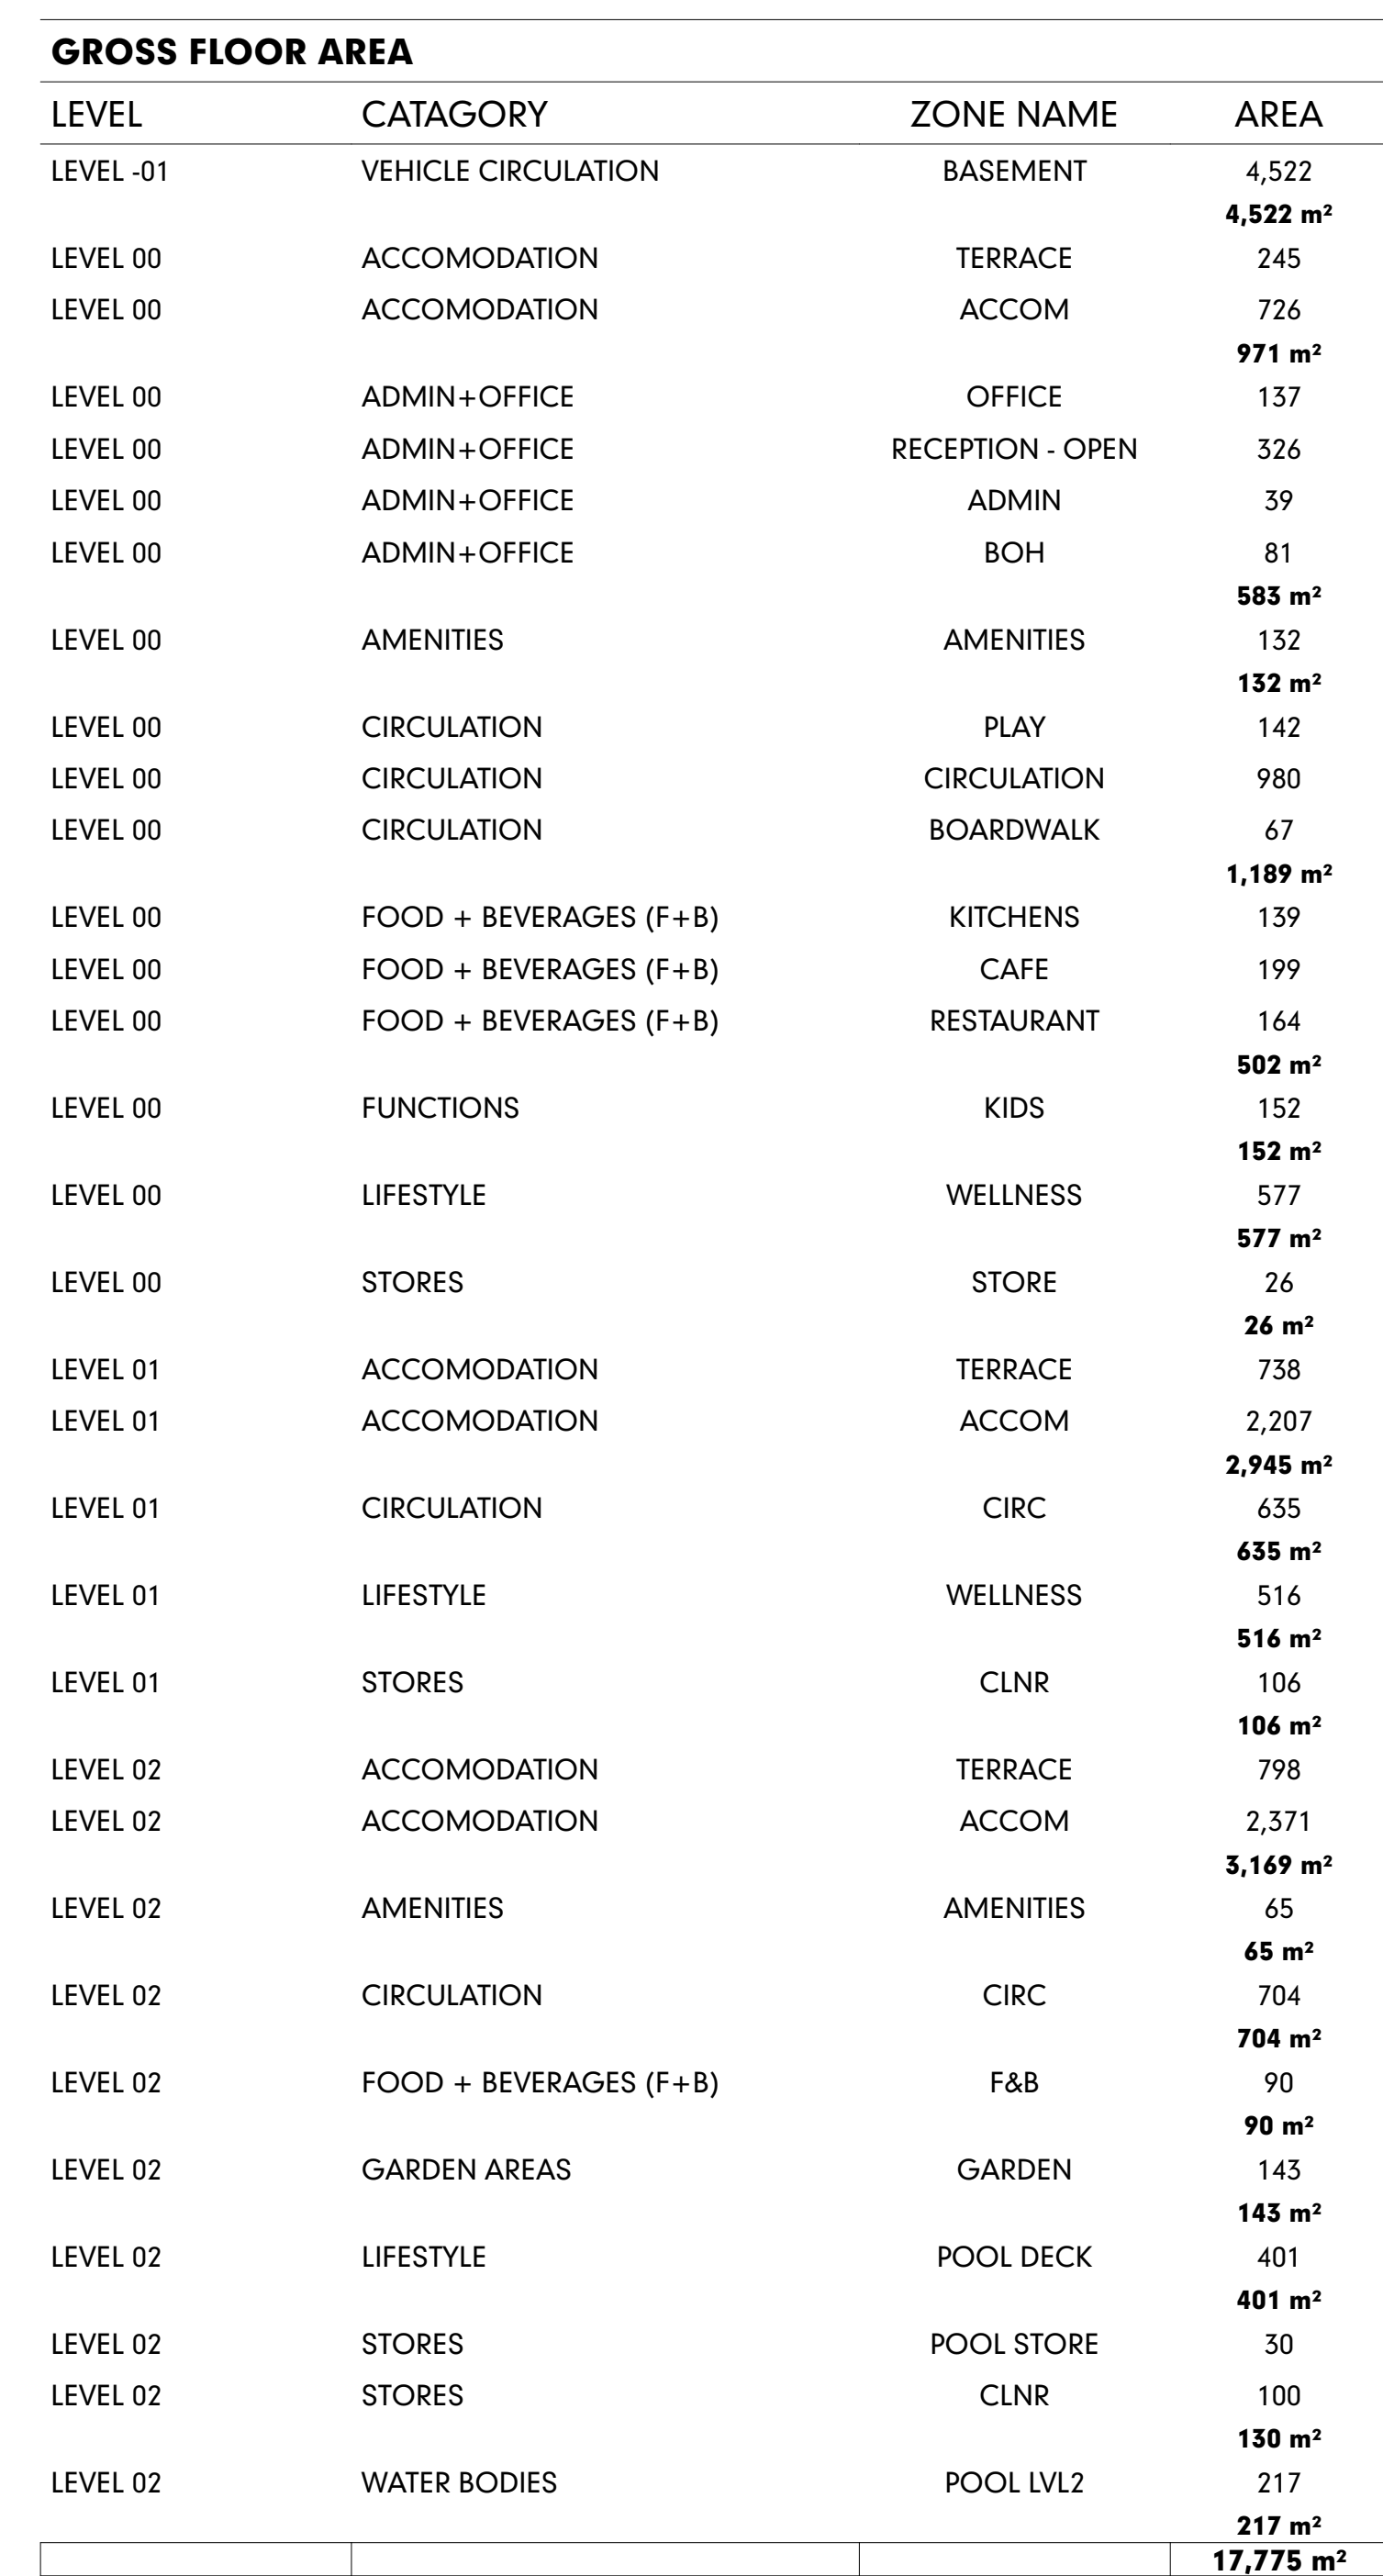 GROSS FLOOR AREA
LEVEL CATAGORY ZONE NAME AREA
LEVEL -01 VEHICLE CIRCULATION BASEMENT 4,522
4,522 m²
LEVEL 00 ACCOMODATION TERRACE 245
LEVEL 00 ACCOMODATION ACCOM 726
971 m²
LEVEL 00 ADMIN+OFFICE OFFICE 137
LEVEL 00 ADMIN+OFFICE RECEPTION - OPEN 326
LEVEL 00 ADMIN+OFFICE ADMIN 39
LEVEL 00 ADMIN+OFFICE BOH 81
583 m²
LEVEL 00 AMENITIES AMENITIES 132
132 m²
LEVEL 00 CIRCULATION PLAY 142
LEVEL 00 CIRCULATION CIRCULATION 980
LEVEL 00 CIRCULATION BOARDWALK 67
1,189 m²
LEVEL 00 FOOD + BEVERAGES (F+B) KITCHENS 139
LEVEL 00 FOOD + BEVERAGES (F+B) CAFE 199
LEVEL 00 FOOD + BEVERAGES (F+B) RESTAURANT 164
502 m²
LEVEL 00 FUNCTIONS KIDS 152
152 m²
LEVEL 00 LIFESTYLE WELLNESS 577
577 m²
LEVEL 00 STORES STORE 26
26 m²
LEVEL 01 ACCOMODATION TERRACE 738
LEVEL 01 ACCOMODATION ACCOM 2,207
2,945 m²
LEVEL 01 CIRCULATION CIRC 635
635 m²
LEVEL 01 LIFESTYLE WELLNESS 516
516 m²
LEVEL 01 STORES CLNR 106
106 m²
LEVEL 02 ACCOMODATION TERRACE 798
LEVEL 02 ACCOMODATION ACCOM 2,371
3,169 m²
LEVEL 02 AMENITIES AMENITIES 65
65 m²
LEVEL 02 CIRCULATION CIRC 704
704 m²
LEVEL 02 FOOD + BEVERAGES (F+B) F&B 90
90 m²
LEVEL 02 GARDEN AREAS GARDEN 143
143 m²
LEVEL 02 LIFESTYLE POOL DECK 401
401 m²
LEVEL 02 STORES POOL STORE 30
LEVEL 02 STORES CLNR 100
130 m²
LEVEL 02 WATER BODIES POOL LVL2 217
217 m²
17,775 m²